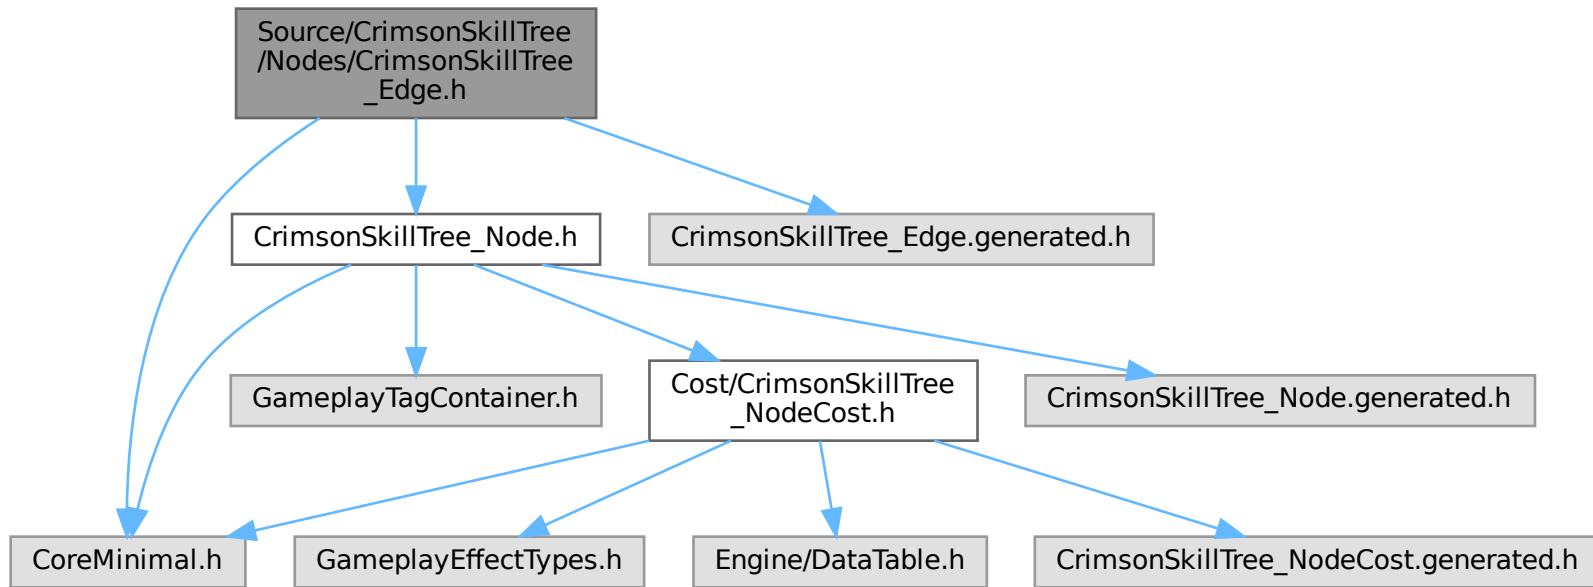 Source/CrimsonSkillTree
/Nodes/CrimsonSkillTree
_Edge.h
CrimsonSkillTree_Node.h
CrimsonSkillTree_Edge.generated.h
GameplayTagContainer.h
Cost/CrimsonSkillTree
_NodeCost.h
CrimsonSkillTree_Node.generated.h
CoreMinimal.h
GameplayEffectTypes.h
Engine/DataTable.h
CrimsonSkillTree_NodeCost.generated.h